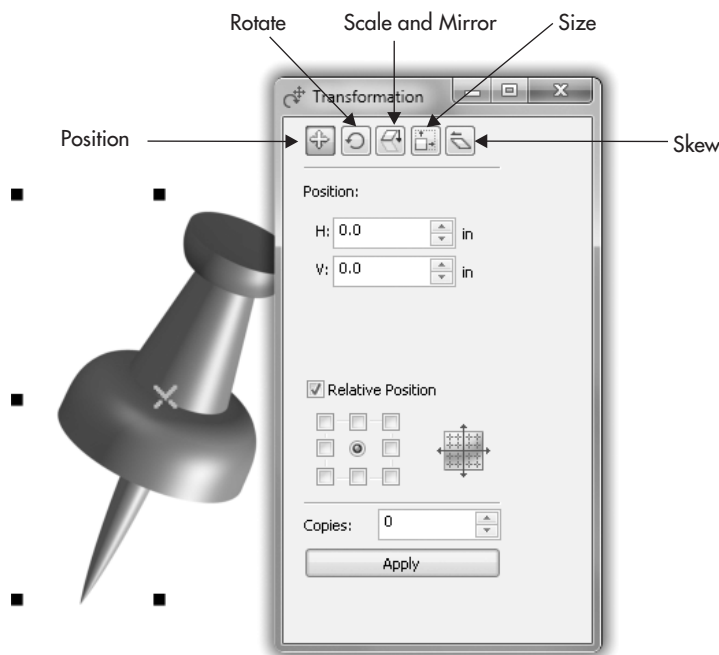 Rotate
Scale and Mirror
Size
Transformation
Position
Skew
Position:
H: 0.0 in
V: 0.0 in
Relative Position
Copies: 0
Apply